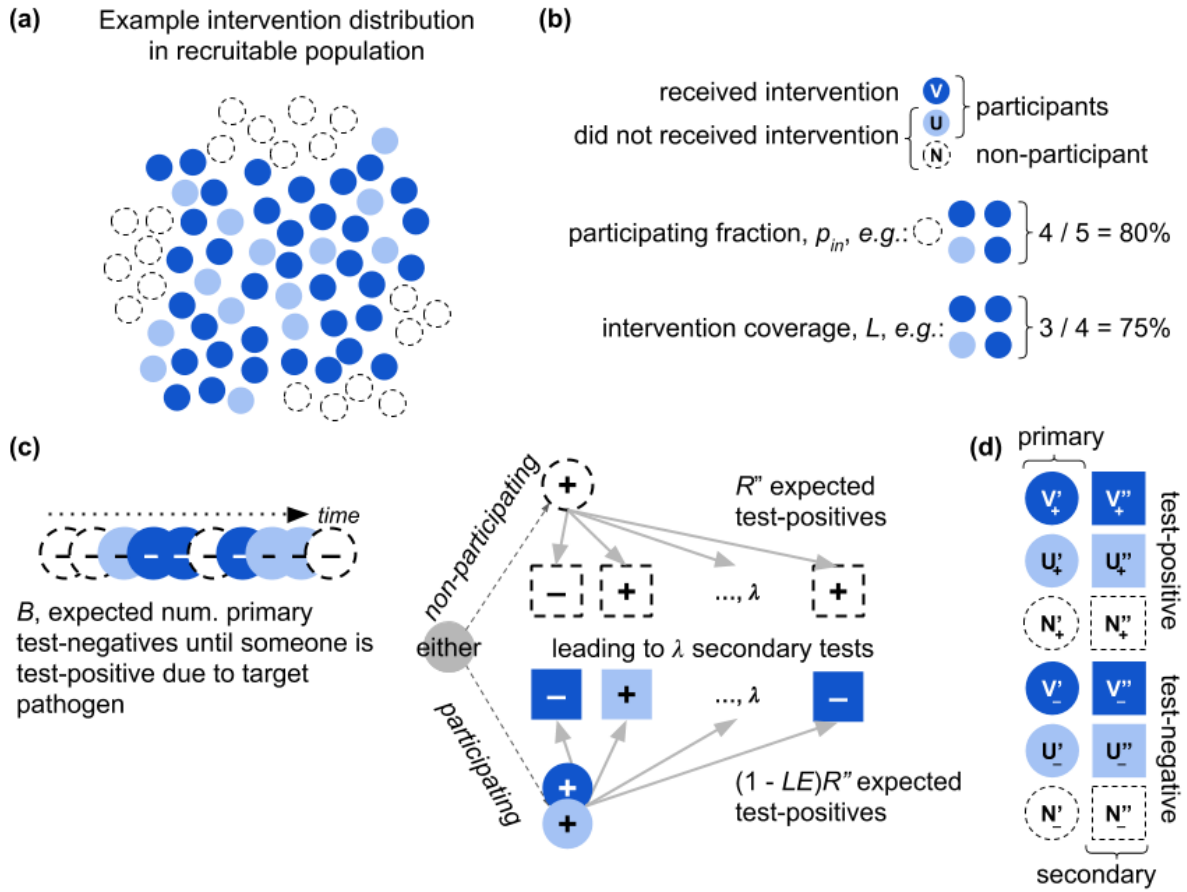 (a)
Example intervention distribution
in recruitable population
(b)
received intervention V participants
did not received intervention U
N non-participant
participating fraction, p_in, e.g.: 4 / 5 = 80%
intervention coverage, L, e.g.: 3 / 4 = 75%
(c)
time
– – – – – – – – – –
B, expected num. primary
test-negatives until someone is
test-positive due to target
pathogen
either
non-participating
participating
+
R” expected
test-positives
– + ..., λ +
leading to λ secondary tests
– + ..., λ –
+
+
(1 - LE)R” expected
test-positives
(d)
primary
V'+ V''+
U'+ U''+
N'+ N''+
test-positive
V'– V''–
U'– U''–
N'– N''–
test-negative
secondary